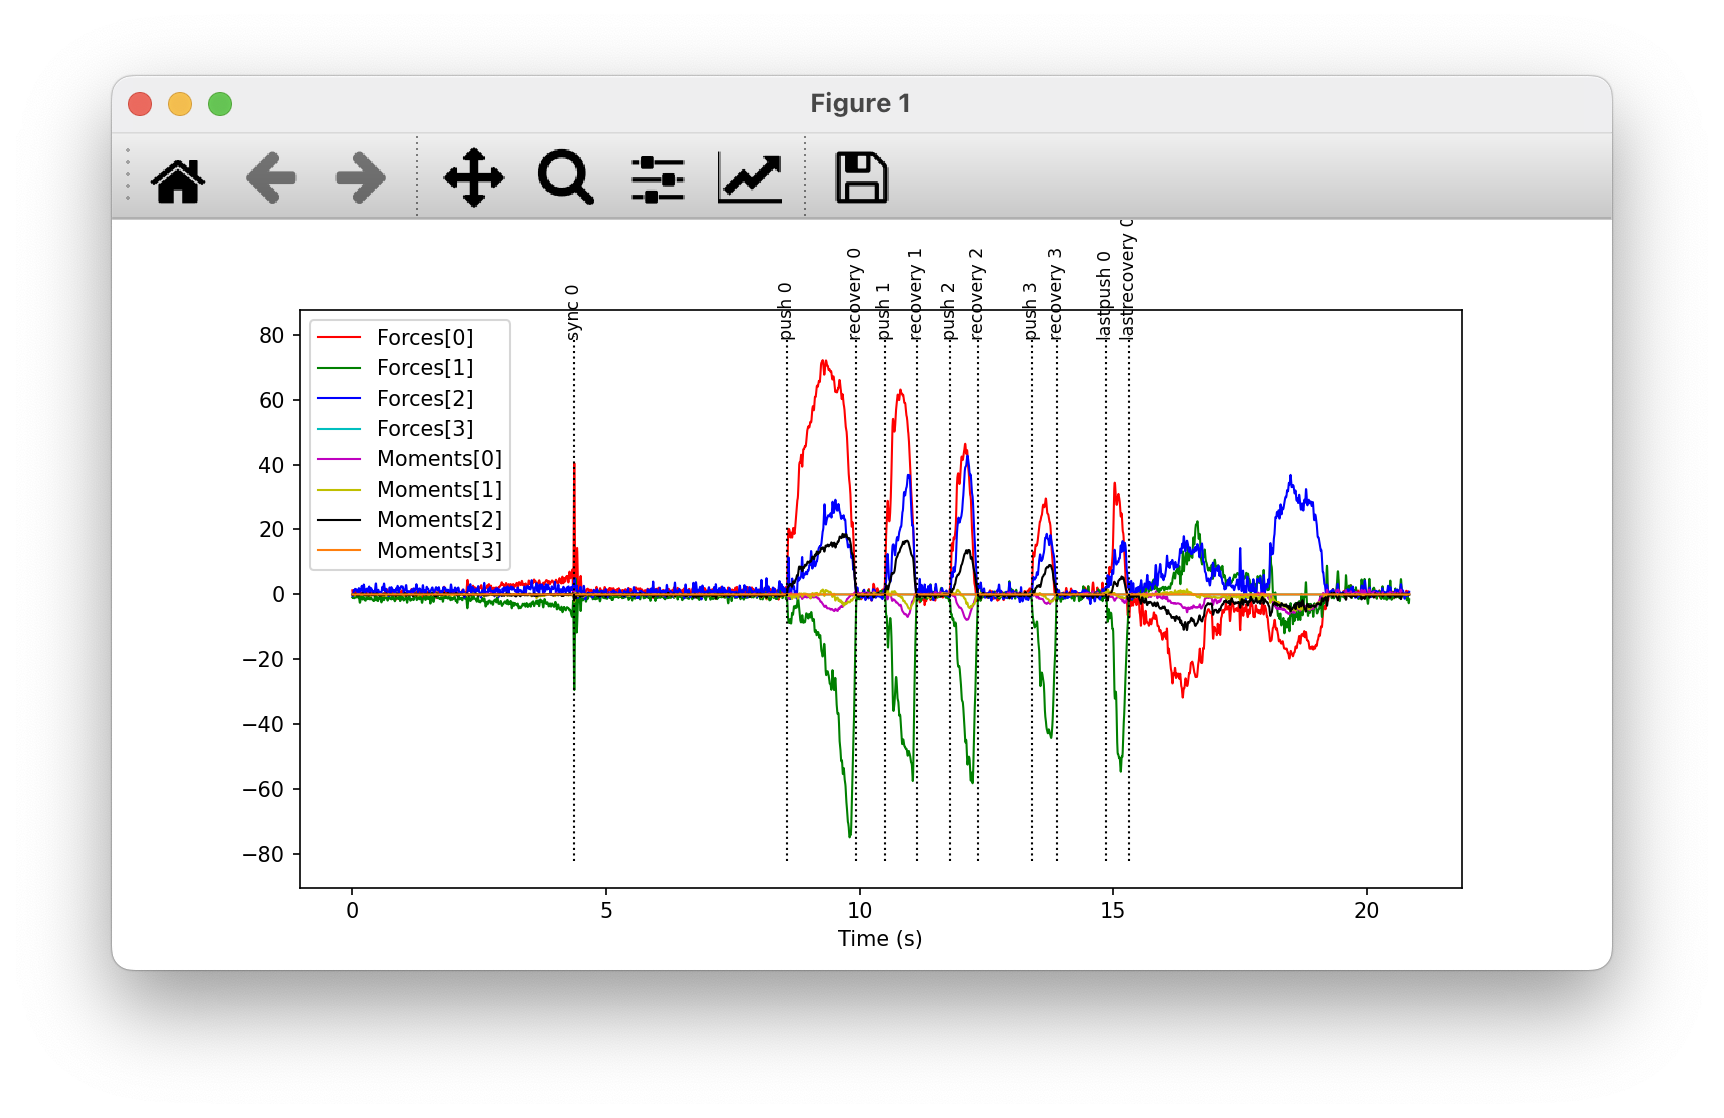 Figure 1
sync 0
push 0
recovery 0
push 1
recovery 1
push 2
recovery 2
push 3
recovery 3
lastpush 0
lastrecovery 0
Forces[0]
Forces[1]
Forces[2]
Forces[3]
Moments[0]
Moments[1]
Moments[2]
Moments[3]
80
60
40
20
0
−20
−40
−60
−80
0 5 10 15 20
Time (s)